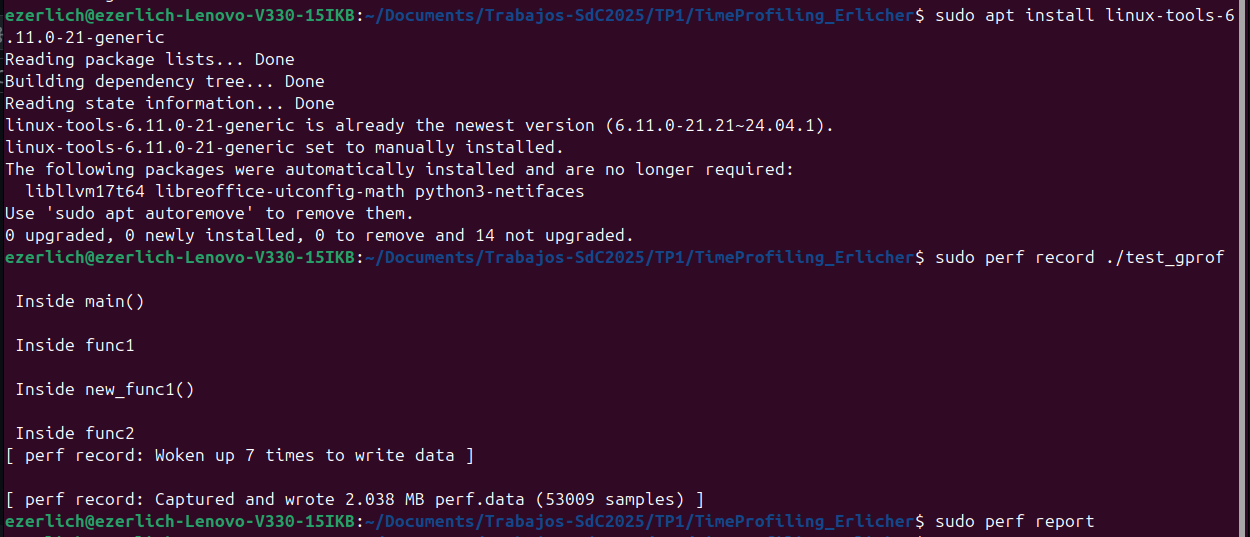 ezerlich@ezerlich-Lenovo-V330-15IKB:~/Documents/Trabajos-SdC2025/TP1/TimeProfiling_Erlicher$ sudo apt install linux-tools-6
.11.0-21-generic
Reading package lists... Done
Building dependency tree... Done
Reading state information... Done
linux-tools-6.11.0-21-generic is already the newest version (6.11.0-21.21~24.04.1).
linux-tools-6.11.0-21-generic set to manually installed.
The following packages were automatically installed and are no longer required:
  libllvm17t64 libreoffice-uiconfig-math python3-netifaces
Use 'sudo apt autoremove' to remove them.
0 upgraded, 0 newly installed, 0 to remove and 14 not upgraded.
ezerlich@ezerlich-Lenovo-V330-15IKB:~/Documents/Trabajos-SdC2025/TP1/TimeProfiling_Erlicher$ sudo perf record ./test_gprof
 Inside main()
 Inside func1
 Inside new_func1()
 Inside func2
[ perf record: Woken up 7 times to write data ]
[ perf record: Captured and wrote 2.038 MB perf.data (53009 samples) ]
ezerlich@ezerlich-Lenovo-V330-15IKB:~/Documents/Trabajos-SdC2025/TP1/TimeProfiling_Erlicher$ sudo perf report